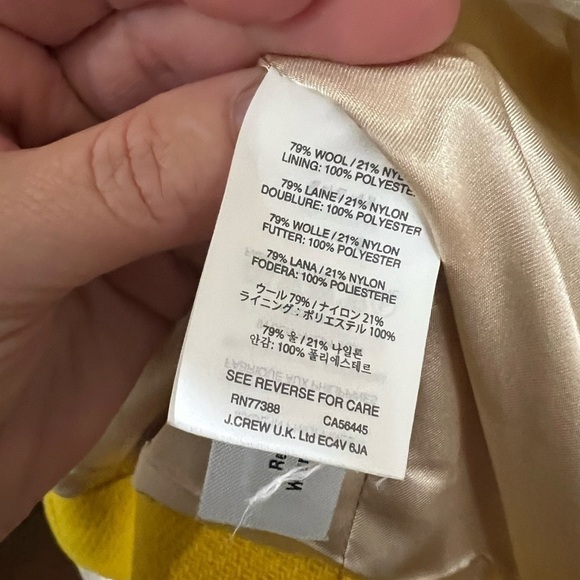 79% WOOL / 21% NYL
LINING: 100% POLYESTE
79% LAINE / 21% NYLON
DOUBLURE: 100% POLYESTER
79% WOLLE / 21% NYLON
FUTTER: 100% POLYESTER
79% LANA / 21% NYLON
FODERA: 100% POLIESTERE
ウール 79% / ナイロン 21%
ライニング : ポリエステル 100%
79% 울 / 21% 나일론
안감: 100% 폴리에스테르
SEE REVERSE FOR CARE
RN77388 CA56445
J.CREW U.K. Ltd EC4V 6JA